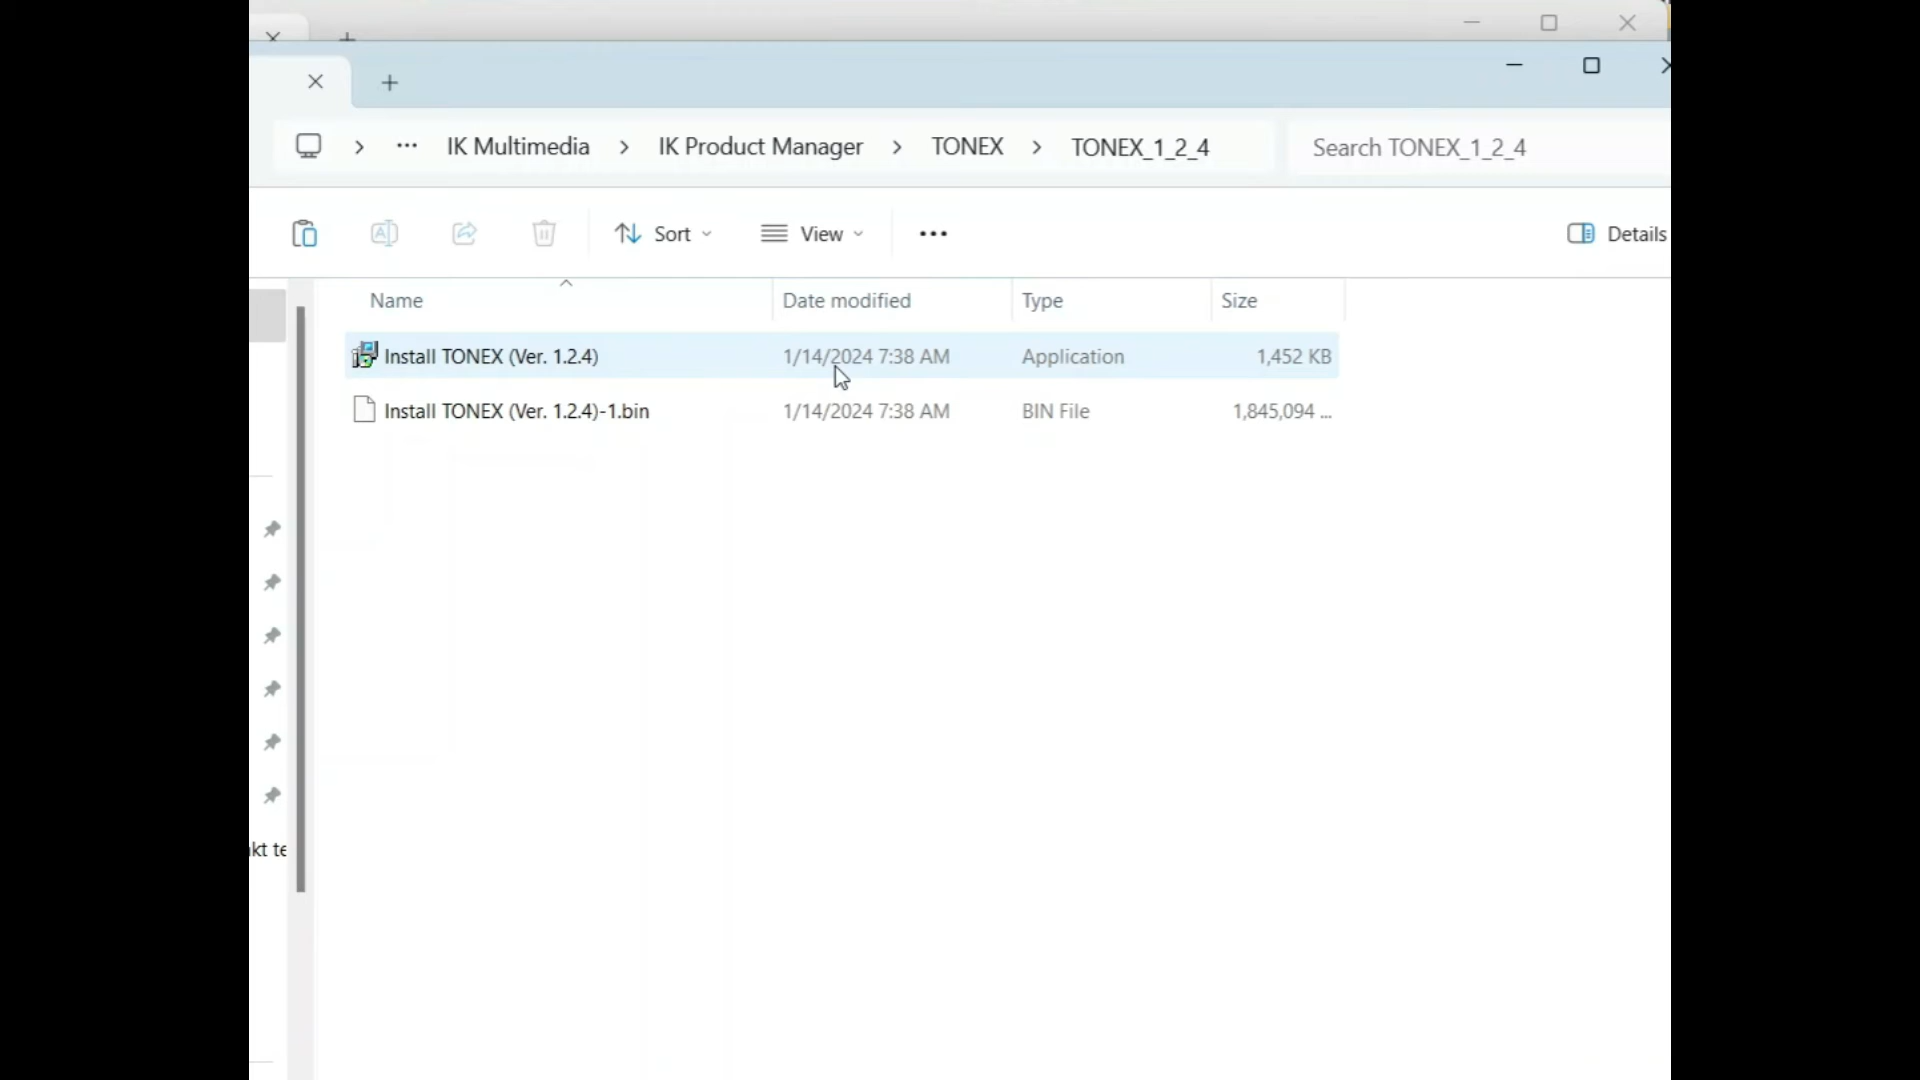 IK Multimedia > IK Product Manager > TONEX > TONEX_1_2_4
Search TONEX_1_2_4
Sort View Details
Name Date modified Type Size
Install TONEX (Ver. 1.2.4) 1/14/2024 7:38 AM Application 1,452 KB
Install TONEX (Ver. 1.2.4)-1.bin 1/14/2024 7:38 AM BIN File 1,845,094 ...